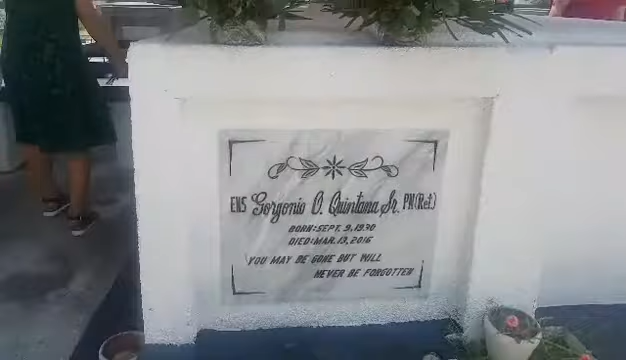 ENS Gorgonio O. Quintana Sr. PN(Ret)
BORN:SEPT. 9,1930
DIED:MAR.13,2016
YOU MAY BE GONE BUT WILL
NEVER BE FORGOTTEN